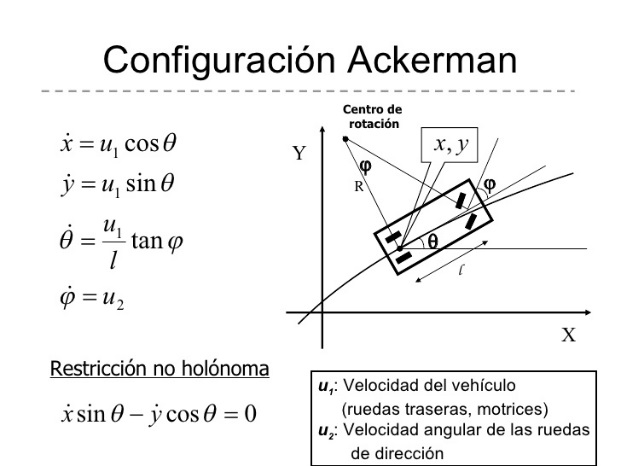 Configuración Ackerman
ẋ = u₁ cos θ
ẏ = u₁ sin θ
θ̇ = u₁/l tan φ
φ̇ = u₂
Restricción no holónoma
ẋ sin θ − ẏ cos θ = 0
Centro de
rotación
Y
x, y
φ
R
φ
θ
l
X
u₁: Velocidad del vehículo
(ruedas traseras, motrices)
u₂: Velocidad angular de las ruedas
de dirección